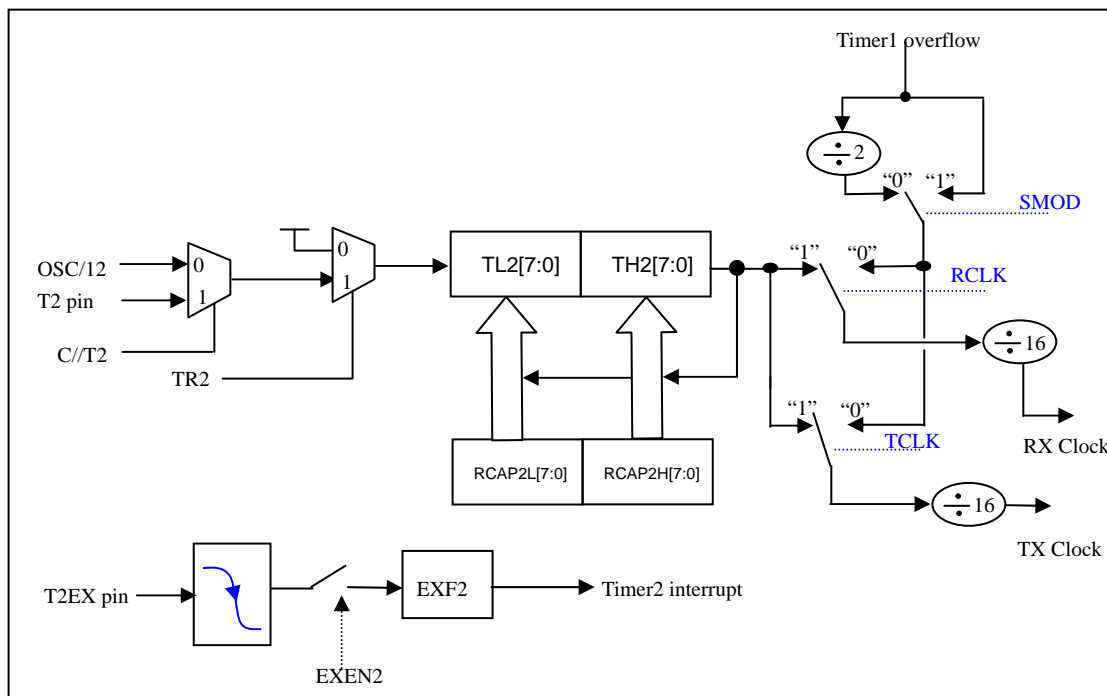 Timer1 overflow
÷ 2
“0” “1”
SMOD
OSC/12
T2 pin
0
1
0
1
TL2[7:0] TH2[7:0]
“1” “0”
RCLK
÷ 16
C//T2
TR2
“1” “0”
TCLK
RX Clock
RCAP2L[7:0] RCAP2H[7:0]
÷ 16
TX Clock
T2EX pin
EXF2
Timer2 interrupt
EXEN2